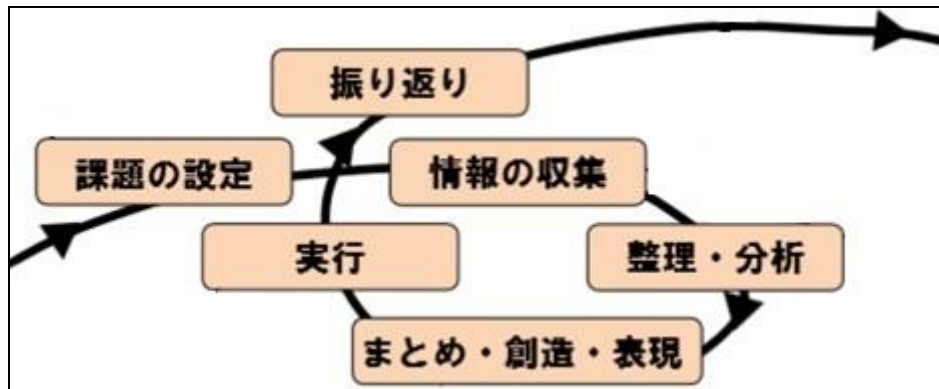 振り返り
課題の設定
情報の収集
実行
整理・分析
まとめ・創造・表現